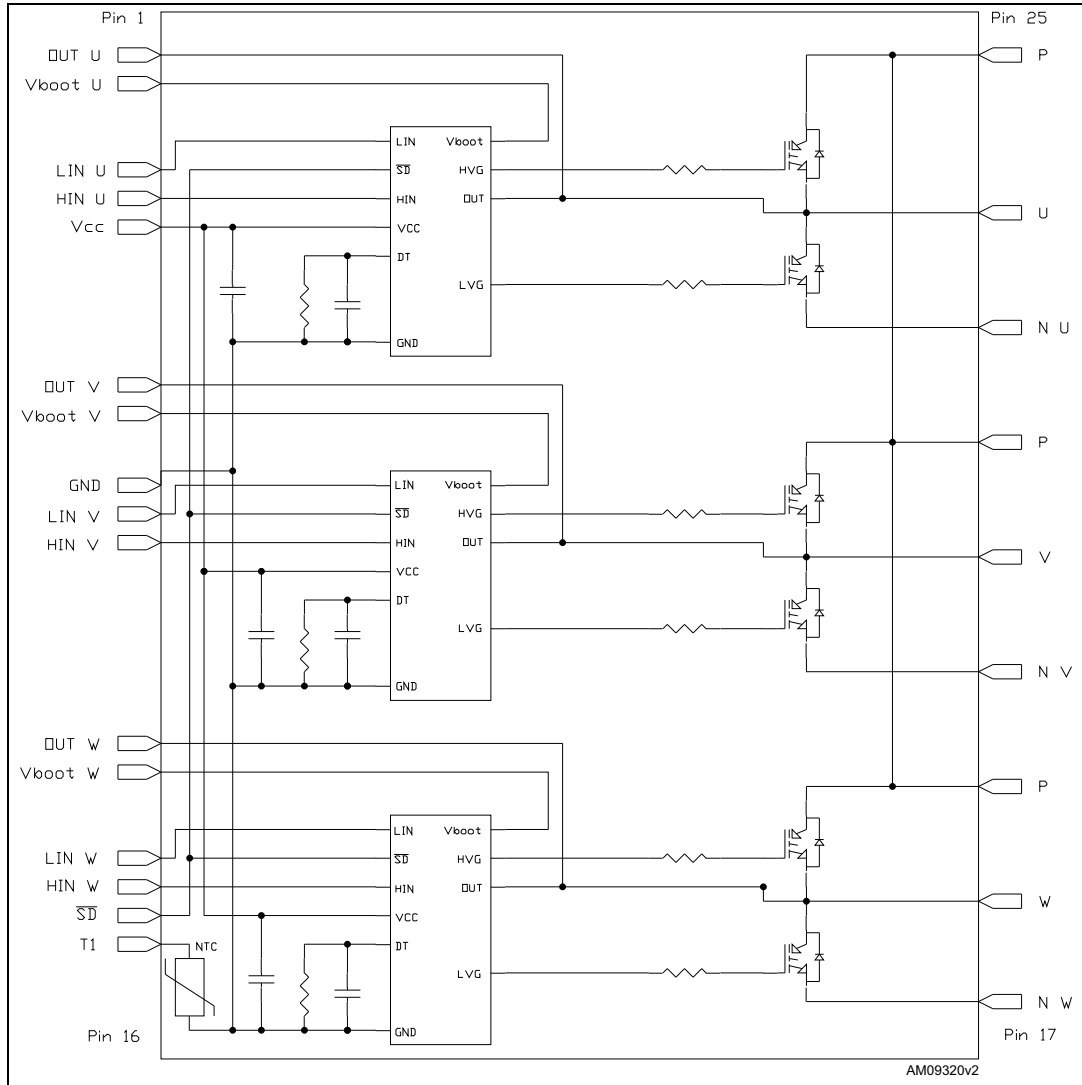 Pin 1
Pin 25
OUT U
P
Vboot U
LIN
Vboot
LIN U
SD
HVG
HIN U
HIN
OUT
U
Vcc
VCC
DT
LVG
N U
GND
OUT V
Vboot V
P
GND
LIN
Vboot
LIN V
SD
HVG
HIN V
HIN
OUT
V
VCC
DT
LVG
N V
GND
OUT W
Vboot W
P
LIN
Vboot
LIN W
SD
HVG
HIN W
HIN
OUT
W
SD
VCC
T1
NTC
DT
LVG
N W
Pin 16
GND
Pin 17
AM09320v2